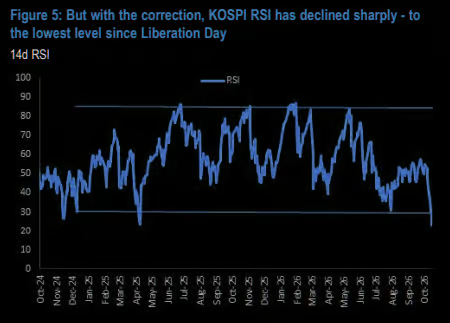 Figure 5: But with the correction, KOSPI RSI has declined sharply - to
the lowest level since Liberation Day
14d RSI
RSI
100
90
80
70
60
50
40
30
20
10
0
Oct-24
Nov-24
Dec-24
Jan-25
Feb-25
Mar-25
Apr-25
May-25
Jun-25
Jul-25
Aug-25
Sep-25
Oct-25
Nov-25
Dec-25
Jan-26
Feb-26
Mar-26
Apr-26
May-26
Jun-26
Jul-26
Aug-26
Sep-26
Oct-26